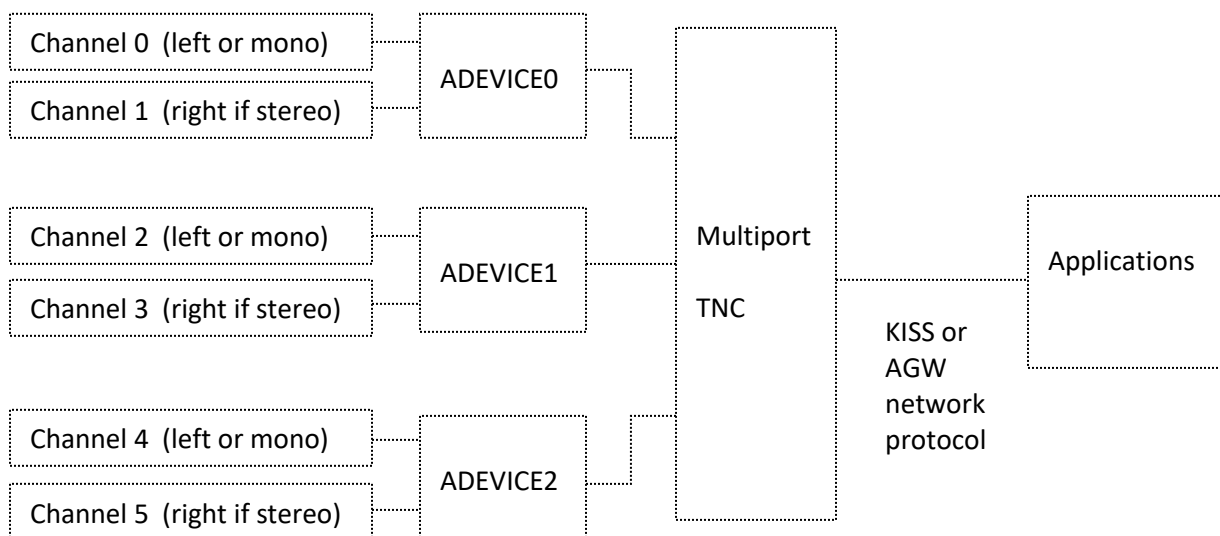 Channel 0  (left or mono)
Channel 1  (right if stereo)
ADEVICE0
Channel 2  (left or mono)
Channel 3  (right if stereo)
ADEVICE1
Channel 4  (left or mono)
Channel 5  (right if stereo)
ADEVICE2
Multiport
TNC
KISS or
AGW
network
protocol
Applications